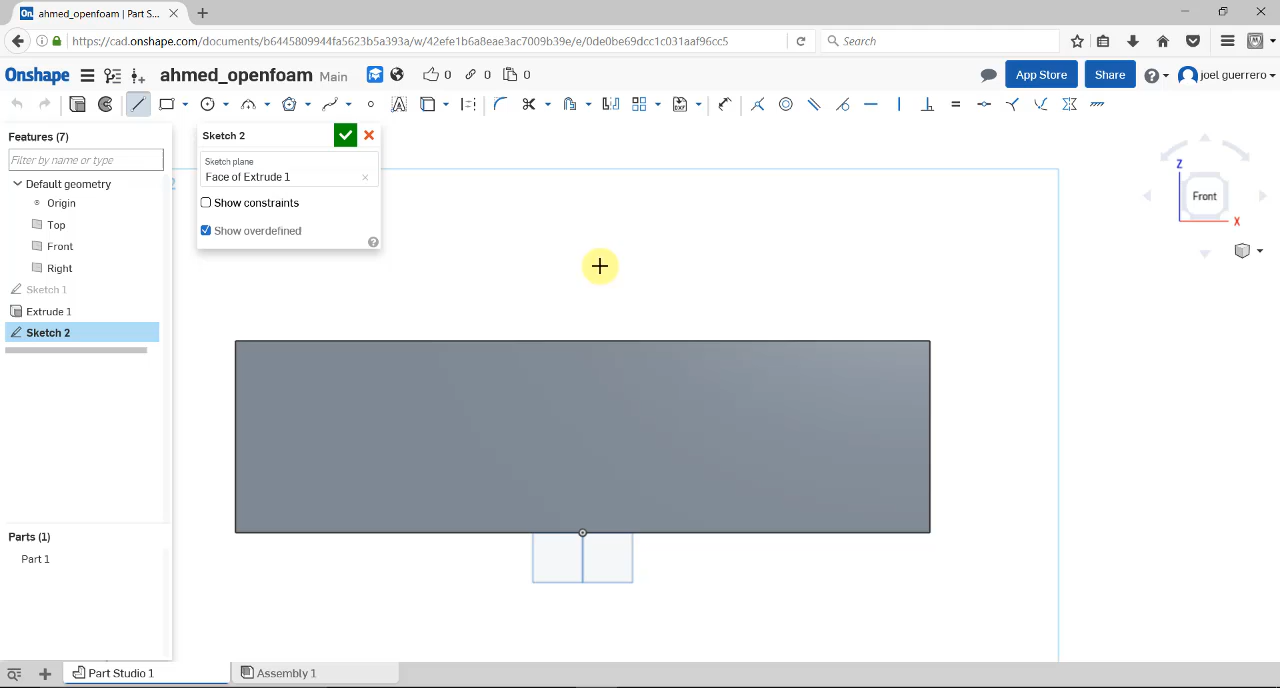 ahmed_openfoam | Part S...
https://cad.onshape.com/documents/b6445809944fa5623b5a393a/w/42efe1b6a8eae3ac7009b39e/e/0de0be69dcc1c031aaf96cc5
Search
Onshape
ahmed_openfoam Main
0
0
0
App Store
Share
joel guerrero
Features (7)
Filter by name or type
Default geometry
Origin
Top
Front
Right
Sketch 1
Extrude 1
Sketch 2
Sketch 2
Sketch plane
Face of Extrude 1
Show constraints
Show overdefined
Z
Front
X
Parts (1)
Part 1
Part Studio 1
Assembly 1